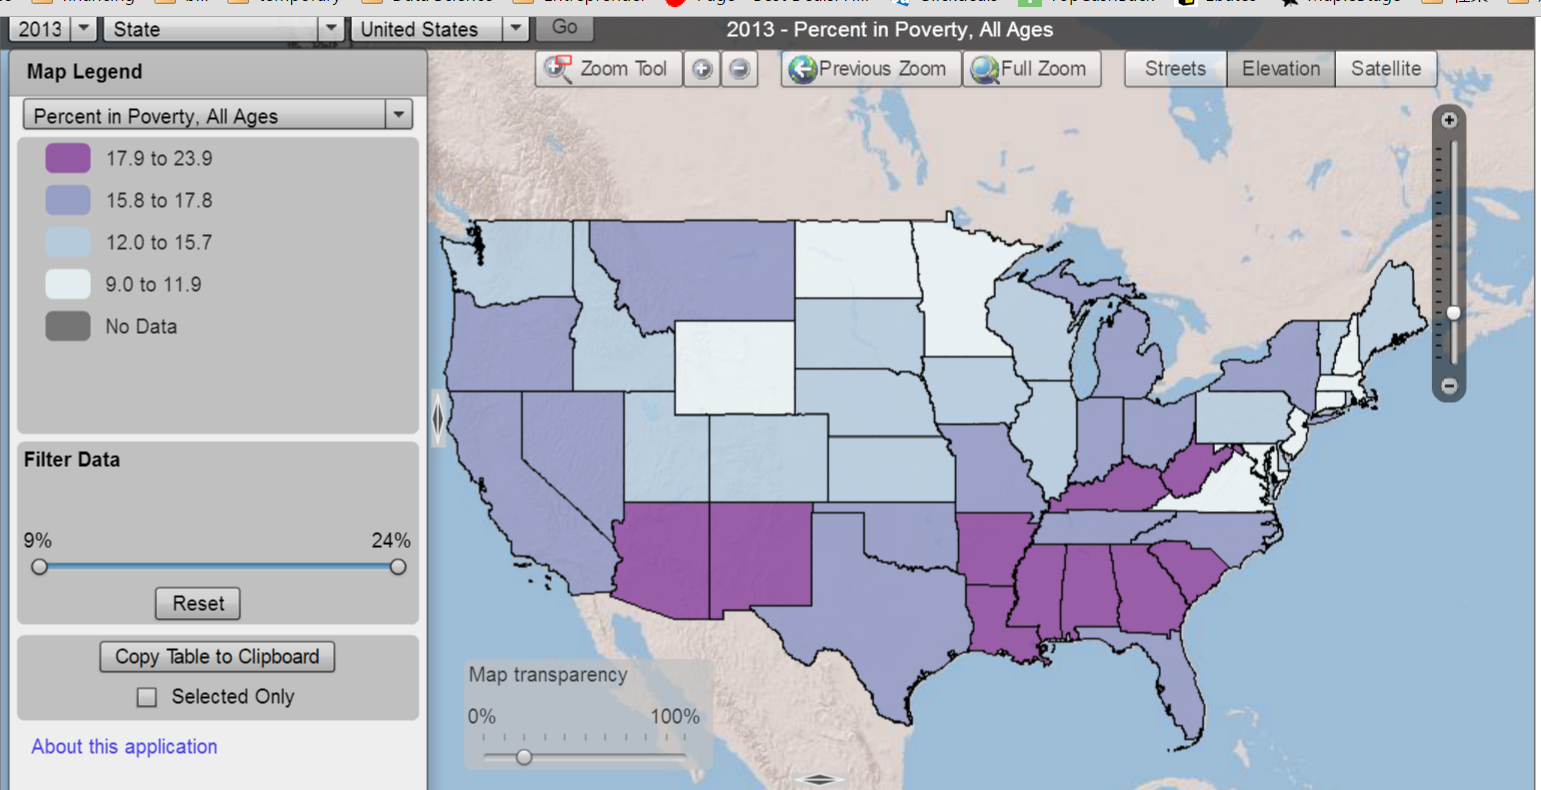 2013
State
United States
Go
2013 - Percent in Poverty, All Ages
Map Legend
Zoom Tool
Previous Zoom
Full Zoom
Streets
Elevation
Satellite
Percent in Poverty, All Ages
17.9 to 23.9
15.8 to 17.8
12.0 to 15.7
9.0 to 11.9
No Data
Filter Data
9%
24%
Reset
Copy Table to Clipboard
Selected Only
About this application
Map transparency
0%
100%